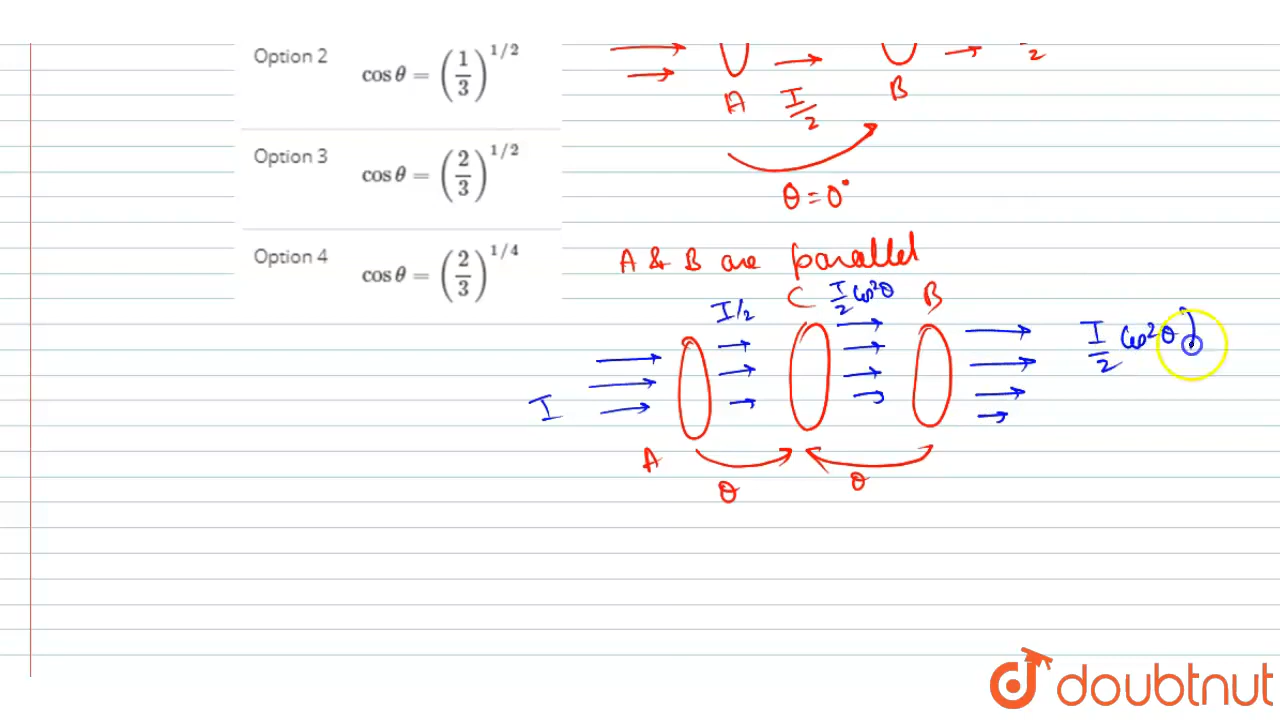 Option 2 cos θ = (1/3)^{1/2}
2
A I/2 B
Option 3 cos θ = (2/3)^{1/2}
θ = 0°
Option 4 cos θ = (2/3)^{1/4}
A & B are parallel
I/2 C I/2 cos²θ B
I/2 cos²θ
I
A θ θ
doubtnut